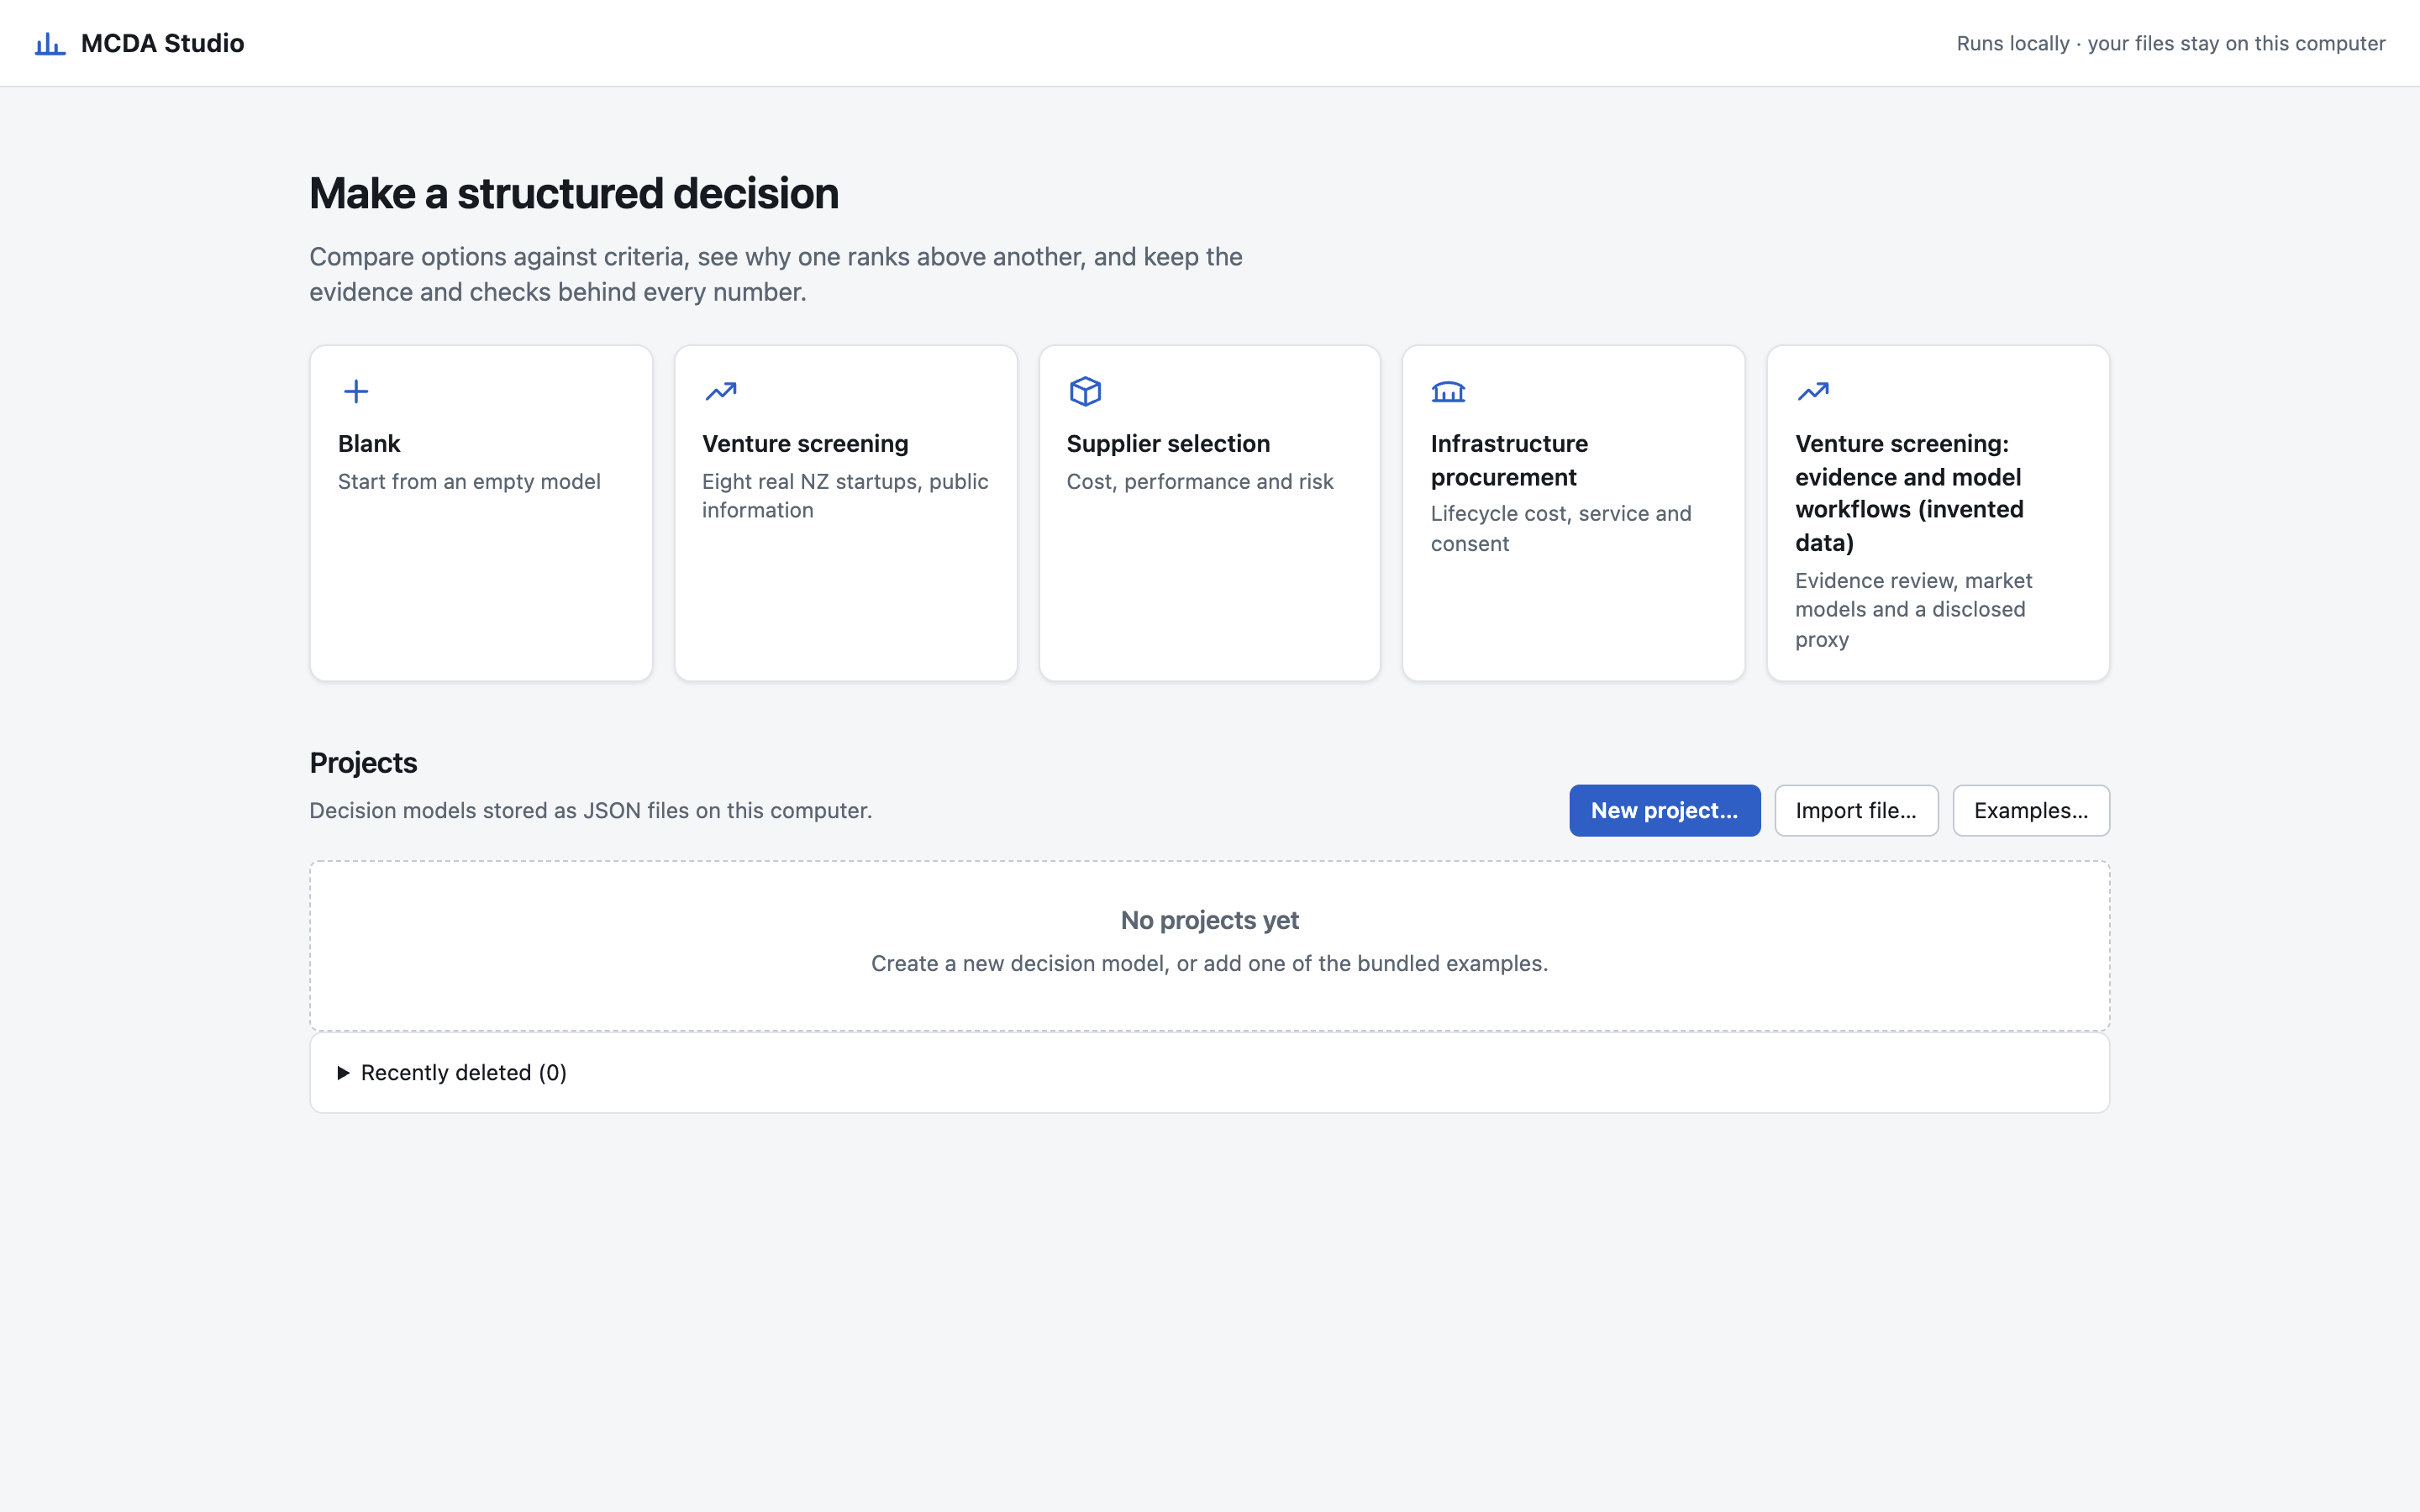 MCDA Studio
Runs locally · your files stay on this computer
Make a structured decision
Compare options against criteria, see why one ranks above another, and keep the
evidence and checks behind every number.
Blank
Start from an empty model
Venture screening
Eight real NZ startups, public
information
Supplier selection
Cost, performance and risk
Infrastructure
procurement
Lifecycle cost, service and
consent
Venture screening:
evidence and model
workflows (invented
data)
Evidence review, market
models and a disclosed
proxy
Projects
Decision models stored as JSON files on this computer.
New project...
Import file...
Examples...
No projects yet
Create a new decision model, or add one of the bundled examples.
Recently deleted (0)